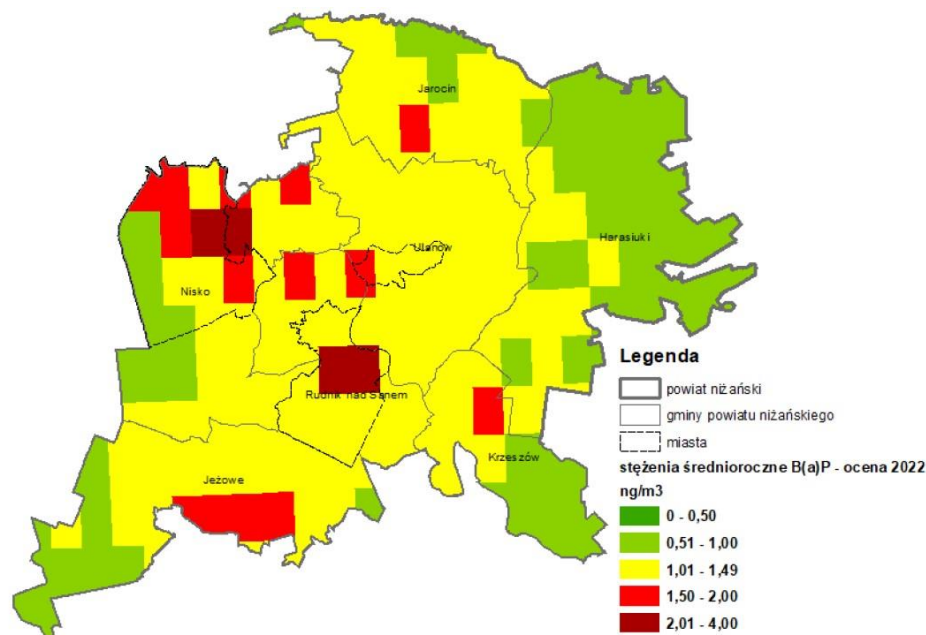 Jarocin
Harasiuki
Ulanów
Nisko
Rudnik nad Sanem
Krzeszów
Jeżowe
Legenda
powiat niżański
gminy powiatu niżańskiego
miasta
stężenia średnioroczne B(a)P - ocena 2022
ng/m3
0 - 0,50
0,51 - 1,00
1,01 - 1,49
1,50 - 2,00
2,01 - 4,00